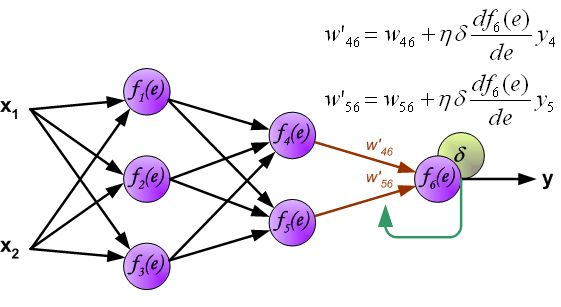 w'₄₆ = w₄₆ + η δ df₆(e)/de y₄
w'₅₆ = w₅₆ + η δ df₆(e)/de y₅
x₁
x₂
f₁(e)
f₂(e)
f₃(e)
f₄(e)
f₅(e)
w'₄₆
w'₅₆
f₆(e)
δ
y